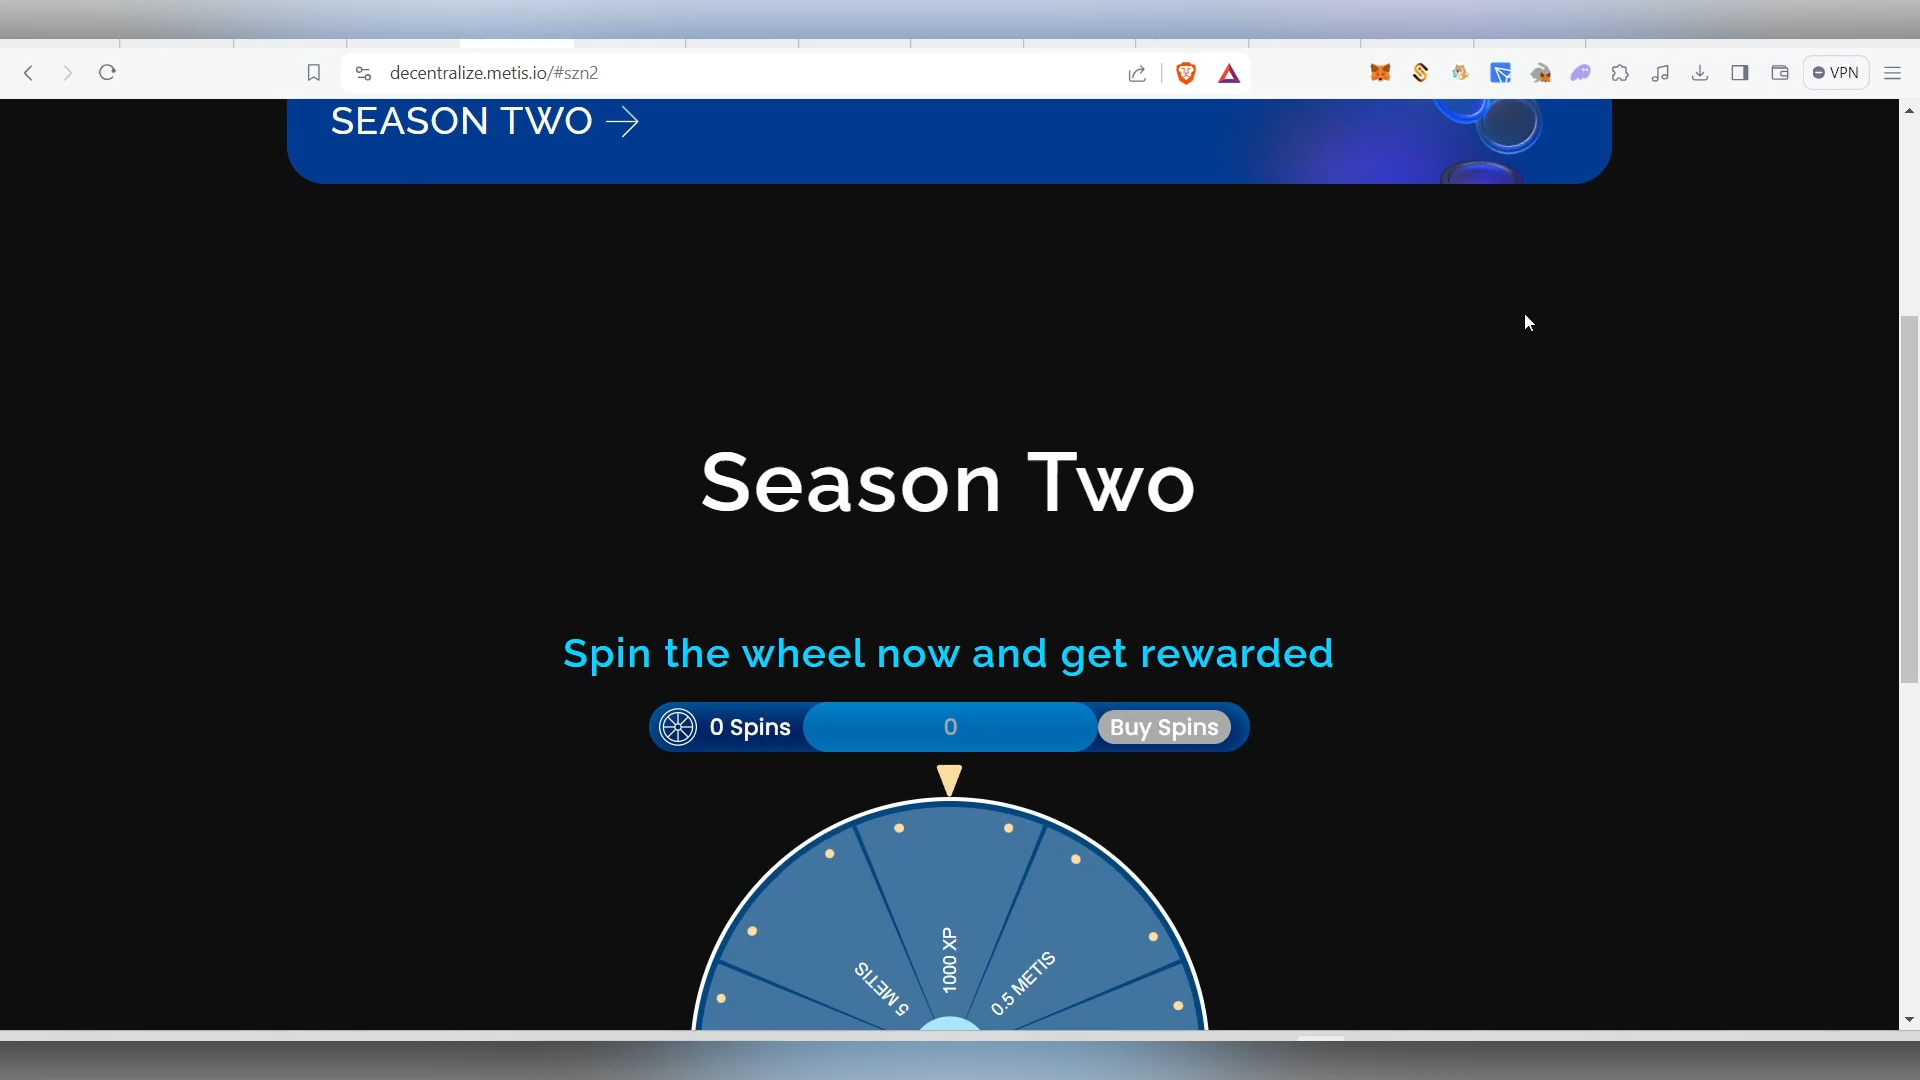 decentralize.metis.io/#szn2
VPN
SEASON TWO
Season Two
Spin the wheel now and get rewarded
0 Spins
0
Buy Spins
5 METIS
1000 XP
0.5 METIS